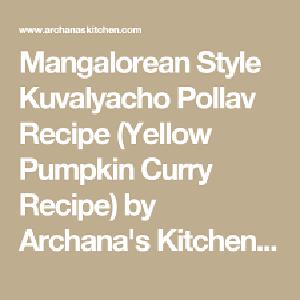 www.archanaskitchen.com
Mangalorean Style
Kuvalyacho Pollav
Recipe (Yellow
Pumpkin Curry
Recipe) by
Archana's Kitchen...